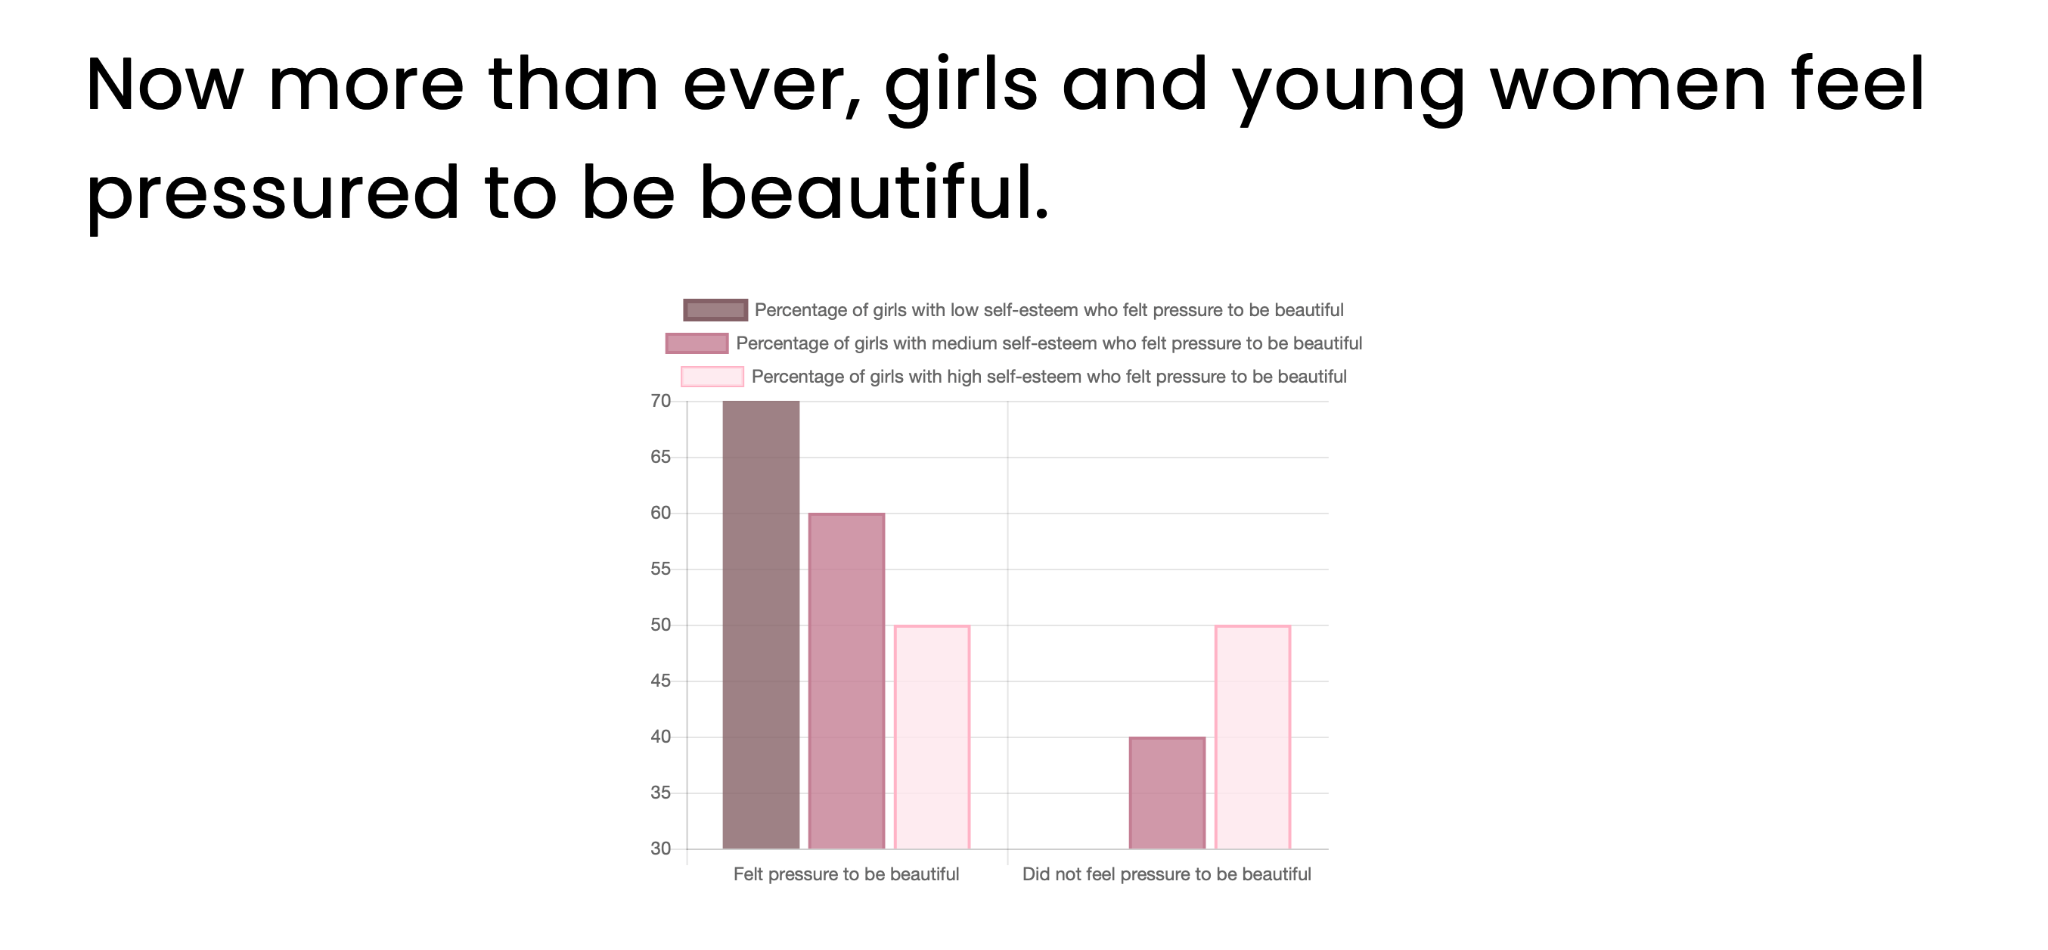 Now more than ever, girls and young women feel
pressured to be beautiful.
Percentage of girls with low self-esteem who felt pressure to be beautiful
Percentage of girls with medium self-esteem who felt pressure to be beautiful
Percentage of girls with high self-esteem who felt pressure to be beautiful
70
65
60
55
50
45
40
35
30
Felt pressure to be beautiful Did not feel pressure to be beautiful